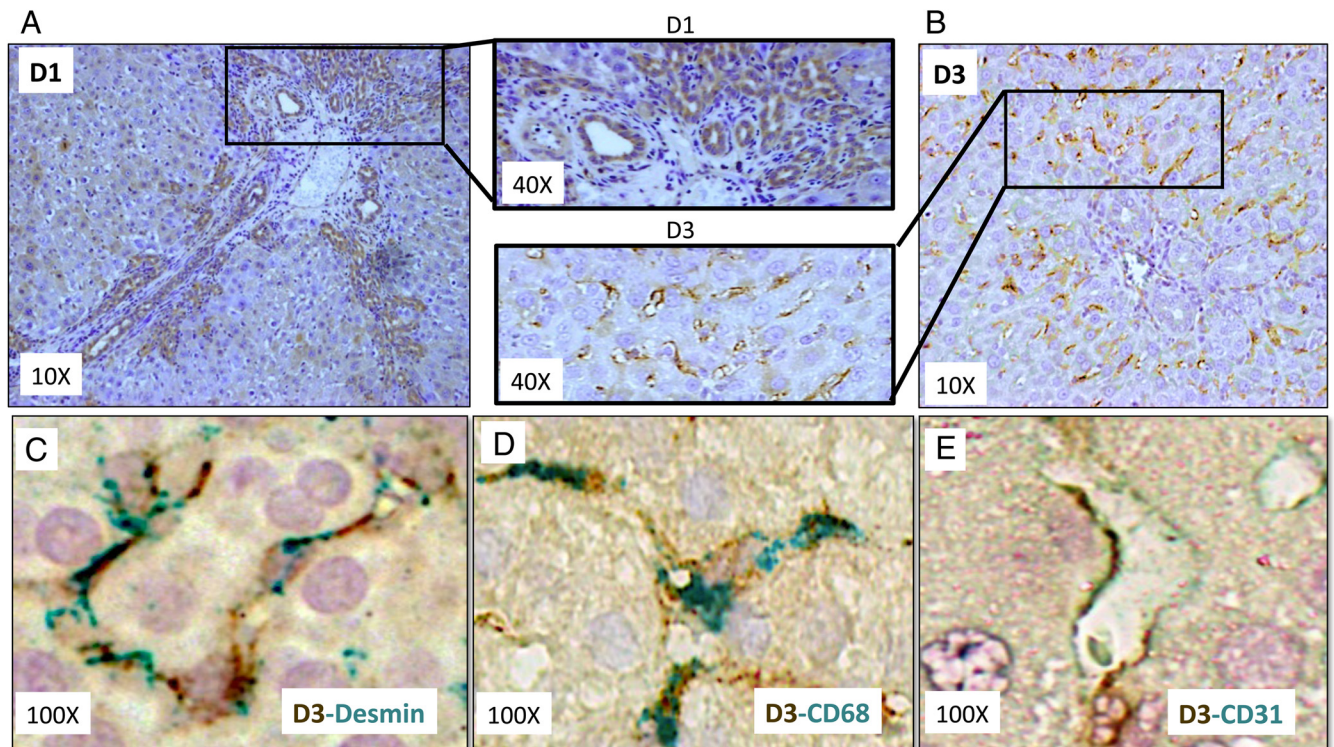 A
D1
B
D1
D3
40X
D3
10X
40X
10X
C
D
E
100X
D3-Desmin
100X
D3-CD68
100X
D3-CD31